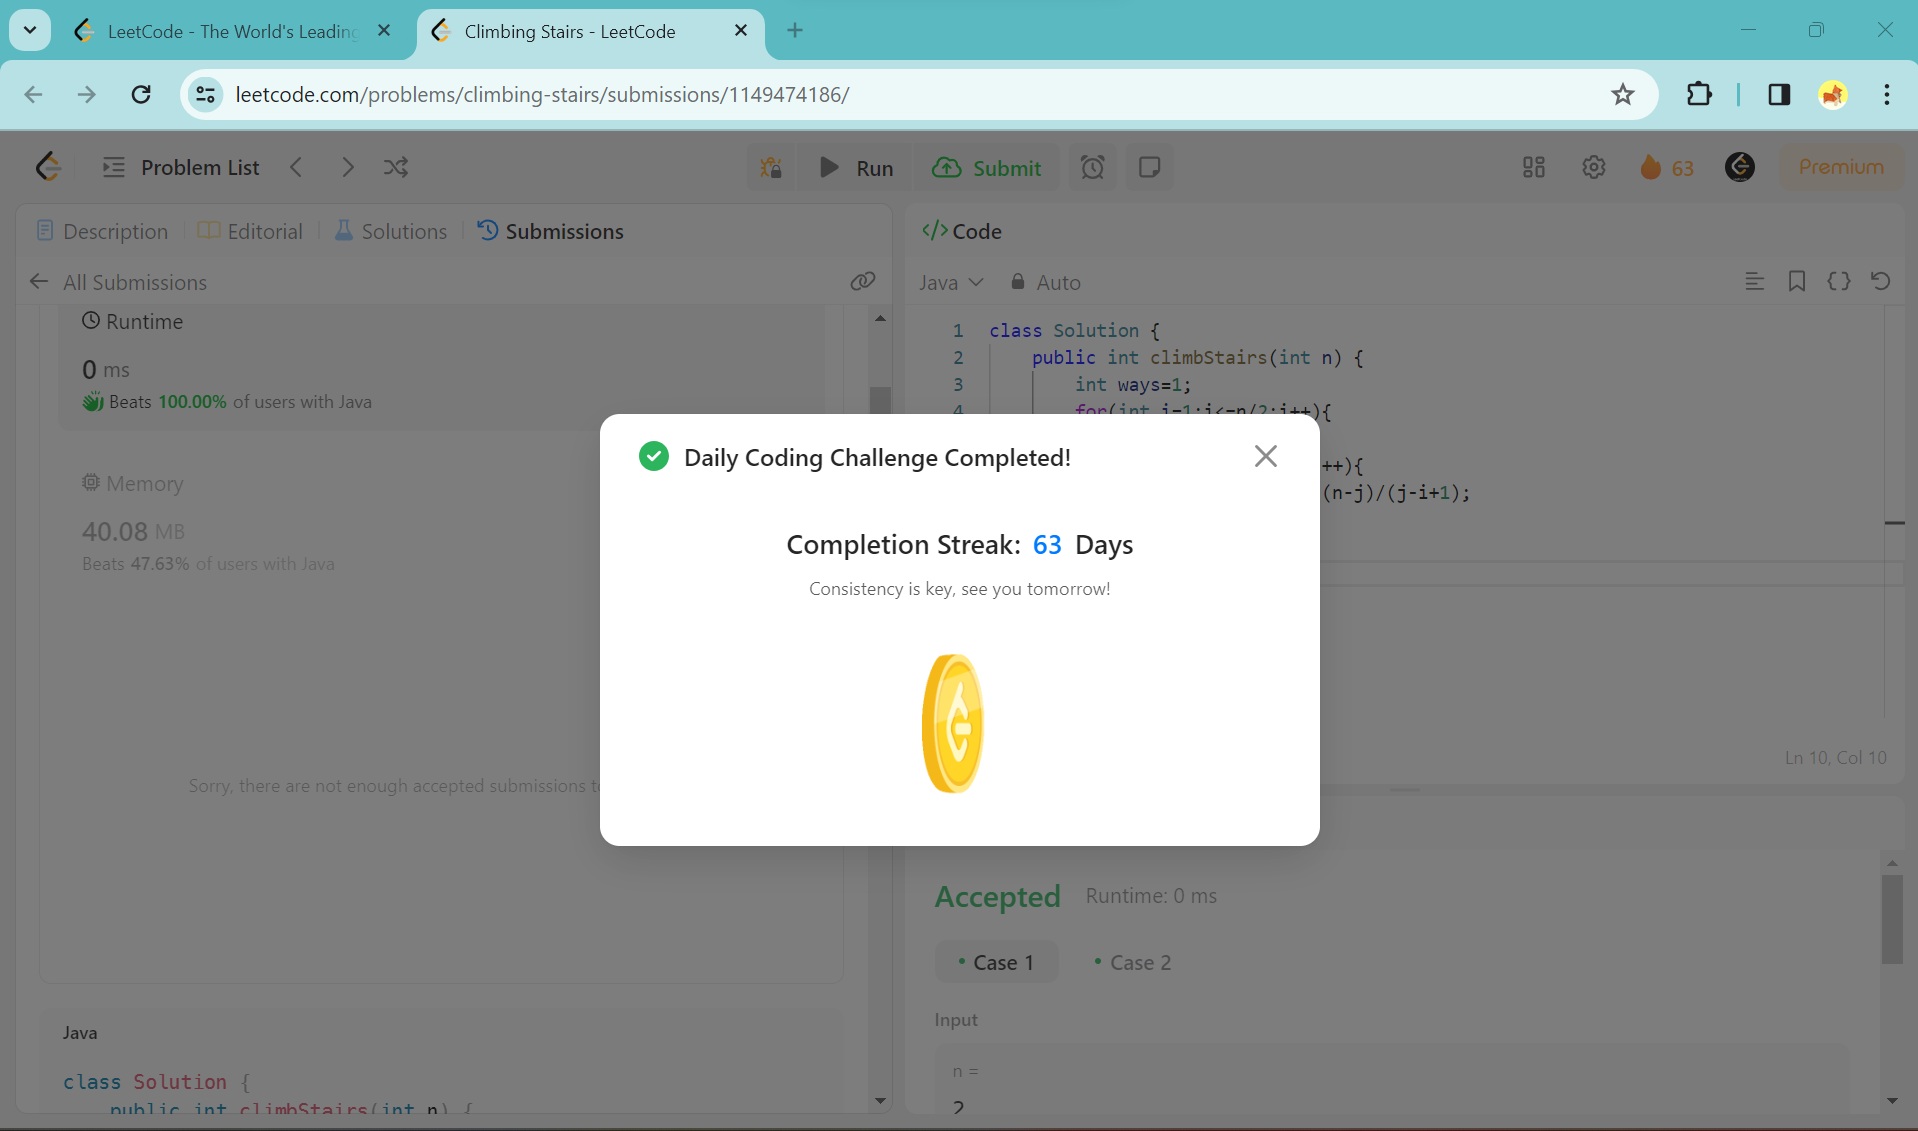 LeetCode - The World's Leading
Climbing Stairs - LeetCode
leetcode.com/problems/climbing-stairs/submissions/1149474186/
Problem List
Run
Submit
63
Premium
Description
Editorial
Solutions
Submissions
All Submissions
Runtime
0 ms
Beats 100.00% of users with Java
Memory
40.08 MB
Beats 47.63% of users with Java
Sorry, there are not enough accepted submissions
Java
class Solution {
public int climbStairs(int n) {
Code
Java
Auto
1 class Solution {
2 public int climbStairs(int n) {
3 int ways=1;
4 for(int i=1;i<=n/2;i++){
++){
(n-j)/(j-i+1);
Ln 10, Col 10
Daily Coding Challenge Completed!
Completion Streak: 63 Days
Consistency is key, see you tomorrow!
Accepted
Runtime: 0 ms
Case 1
Case 2
Input
n =
2